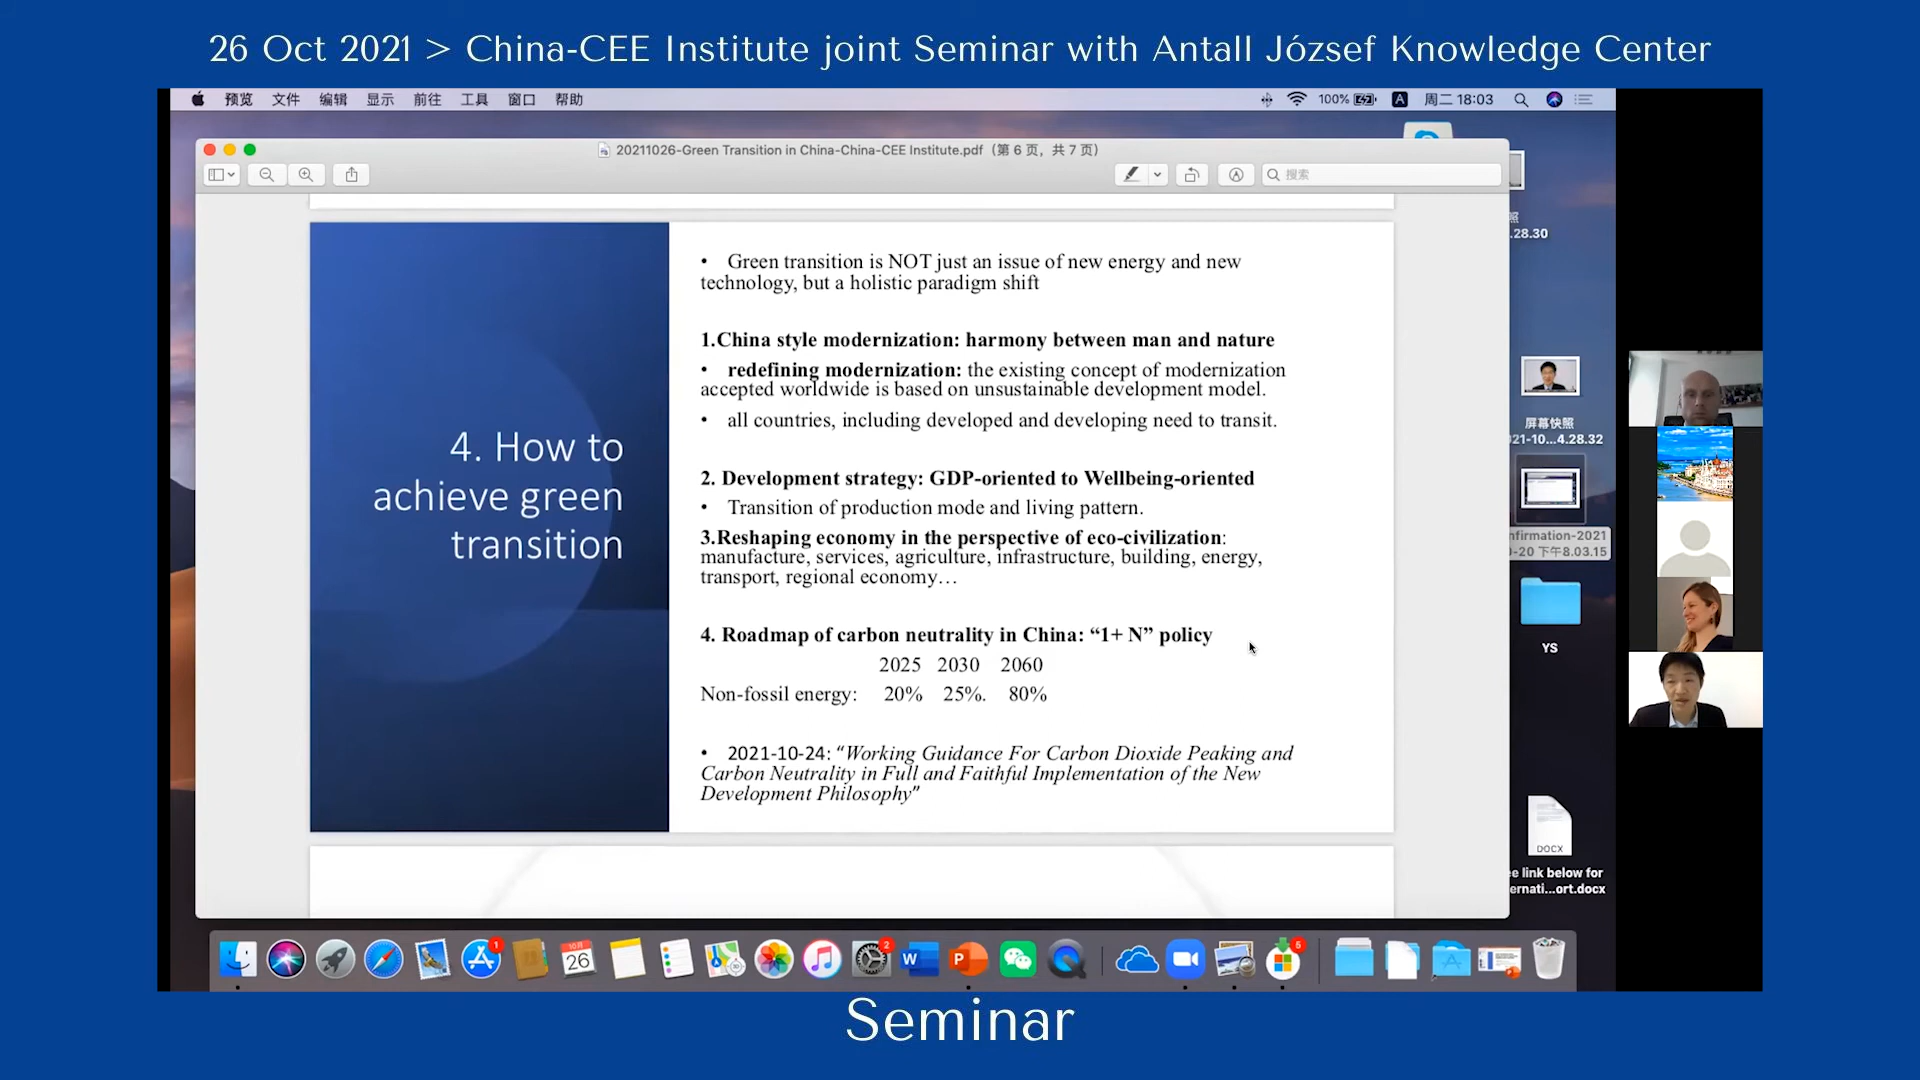 26 Oct 2021 > China-CEE Institute joint Seminar with Antall József Knowledge Center
预览 文件 编辑 显示 前往 工具 窗口 帮助
100% A 周二 18:03
20211026-Green Transition in China-China-CEE Institute.pdf（第 6 页，共 7 页）
搜索
照
.28.30
4. How to
achieve green
transition
• Green transition is NOT just an issue of new energy and new
technology, but a holistic paradigm shift
1.China style modernization: harmony between man and nature
• redefining modernization: the existing concept of modernization
accepted worldwide is based on unsustainable development model.
• all countries, including developed and developing need to transit.
2. Development strategy: GDP-oriented to Wellbeing-oriented
• Transition of production mode and living pattern.
3.Reshaping economy in the perspective of eco-civilization:
manufacture, services, agriculture, infrastructure, building, energy,
transport, regional economy…
4. Roadmap of carbon neutrality in China: “1+ N” policy
2025 2030 2060
Non-fossil energy: 20% 25%. 80%
• 2021-10-24: “Working Guidance For Carbon Dioxide Peaking and
Carbon Neutrality in Full and Faithful Implementation of the New
Development Philosophy”
屏幕快照
21-10...4.28.32
nfirmation-2021
0-20 下午8.03.15
YS
DOCX
e link below for
ernati...ort.docx
1
10月
26
2
W
P
5
Seminar